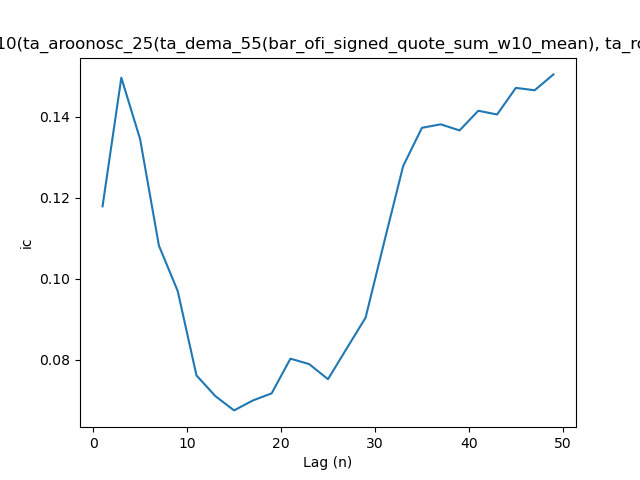 10(ta_aroonosc_25(ta_dema_55(bar_ofi_signed_quote_sum_w10_mean), ta_ro
0.14
0.12
0.10
0.08
ic
0 10 20 30 40 50
Lag (n)